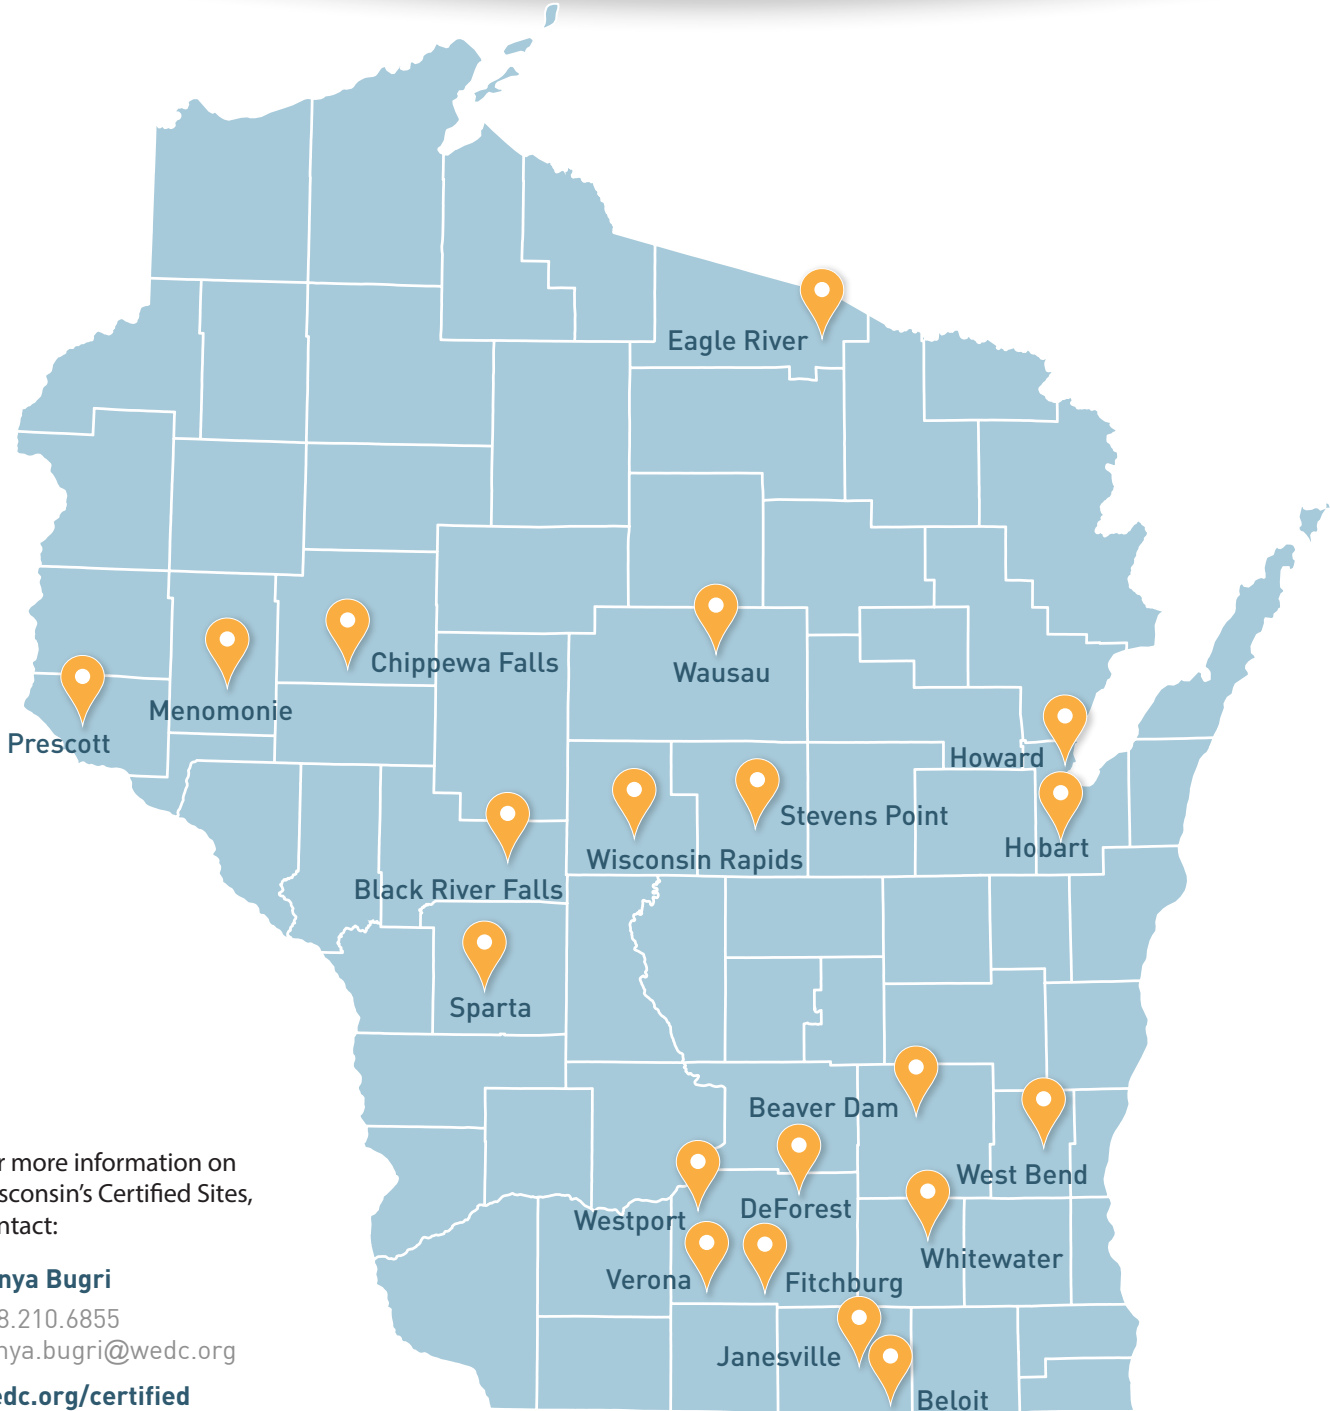 Eagle River
Chippewa Falls
Wausau
Menomonie
Prescott
Howard
Stevens Point
Hobart
Wisconsin Rapids
Black River Falls
Sparta
Beaver Dam
West Bend
DeForest
Westport
Whitewater
Verona
Fitchburg
Janesville
Beloit
r more information on
sconsin's Certified Sites,
ntact:
nya Bugri
8.210.6855
nya.bugri@wedc.org
edc.org/certified